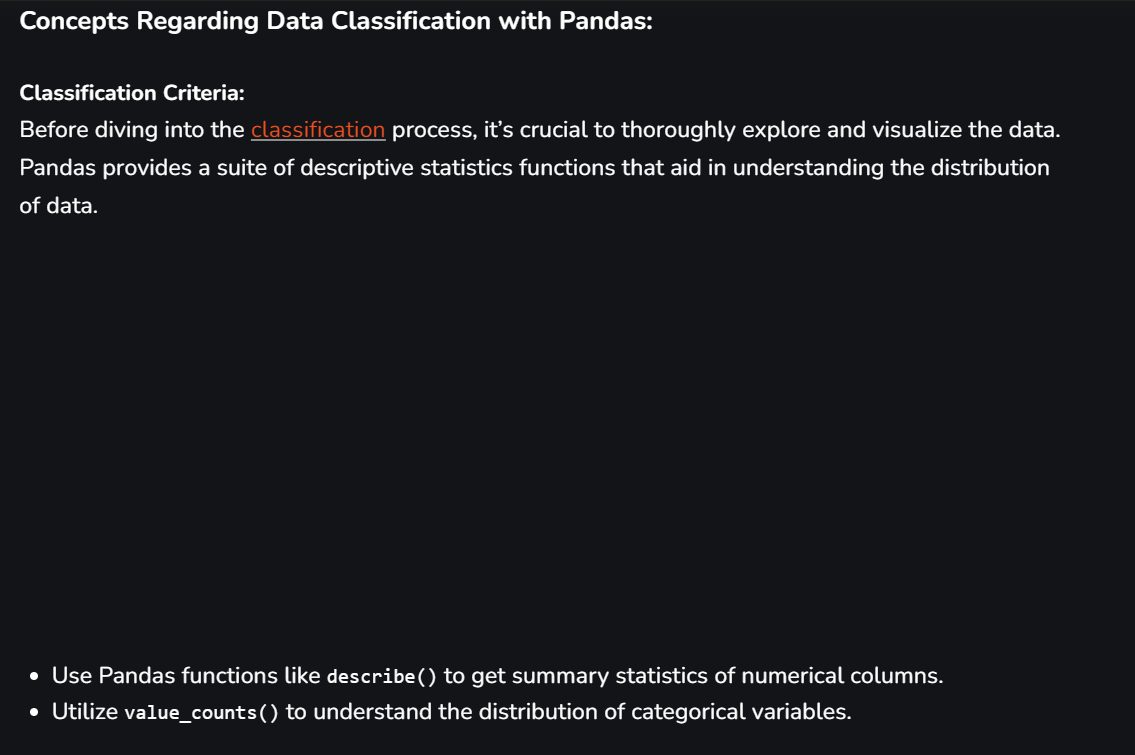 Concepts Regarding Data Classification with Pandas:
Classification Criteria:
Before diving into the classification process, it’s crucial to thoroughly explore and visualize the data.
Pandas provides a suite of descriptive statistics functions that aid in understanding the distribution
of data.
• Use Pandas functions like describe() to get summary statistics of numerical columns.
• Utilize value_counts() to understand the distribution of categorical variables.